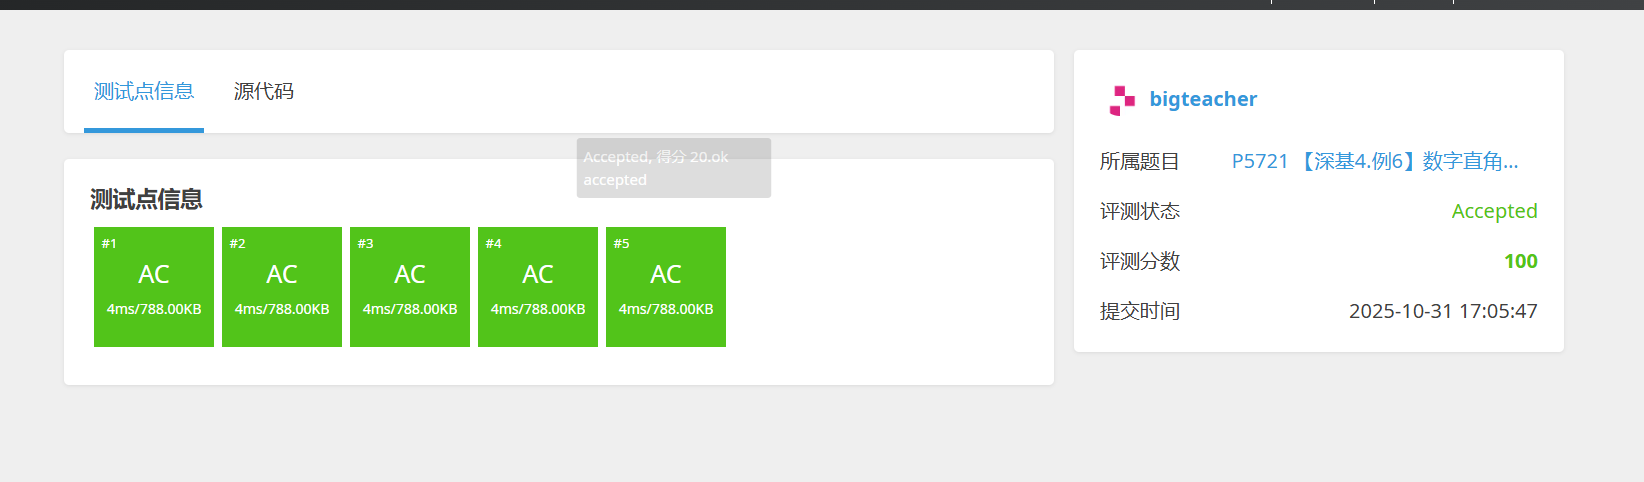 测试点信息 源代码
Accepted, 得分 20.ok
accepted
测试点信息
#1 #2 #3 #4 #5
AC AC AC AC AC
4ms/788.00KB 4ms/788.00KB 4ms/788.00KB 4ms/788.00KB 4ms/788.00KB
bigteacher
所属题目 P5721 【深基4.例6】数字直角...
评测状态 Accepted
评测分数 100
提交时间 2025-10-31 17:05:47